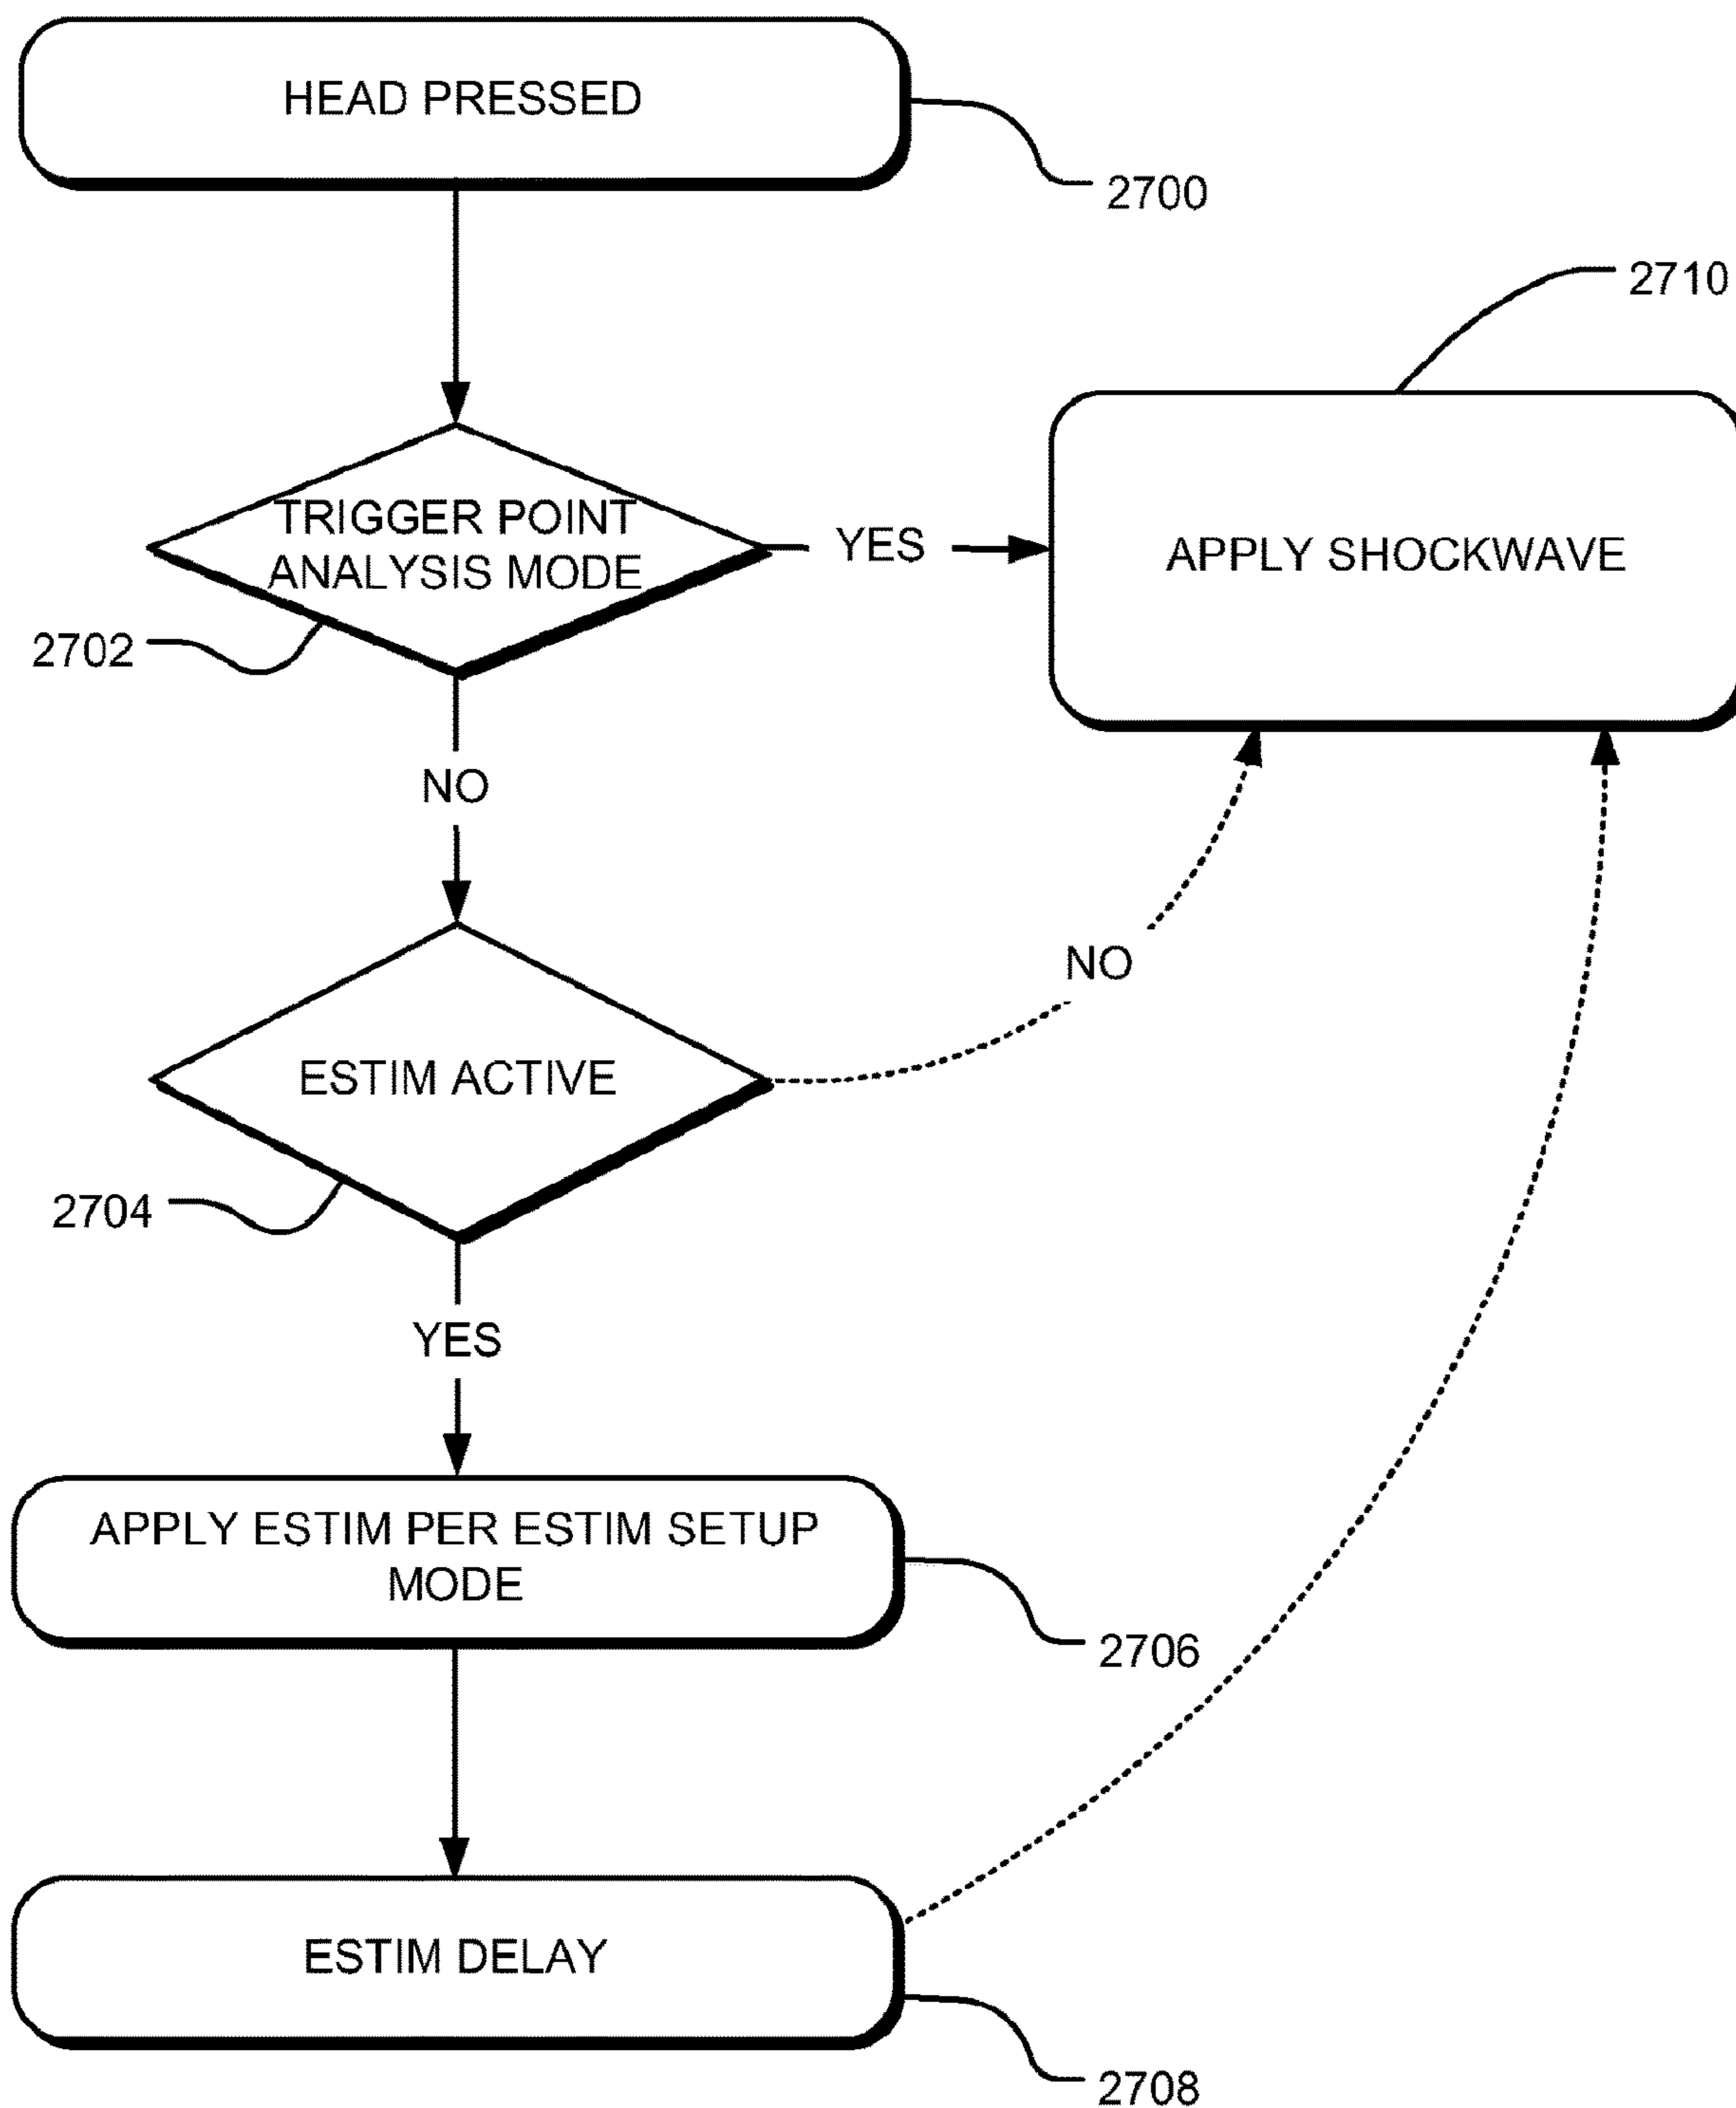 HEAD PRESSED
2700
2710
TRIGGER POINT
ANALYSIS MODE
YES
APPLY SHOCKWAVE
2702
NO
NO
ESTIM ACTIVE
2704
YES
APPLY ESTIM PER ESTIM SETUP
MODE
2706
ESTIM DELAY
2708